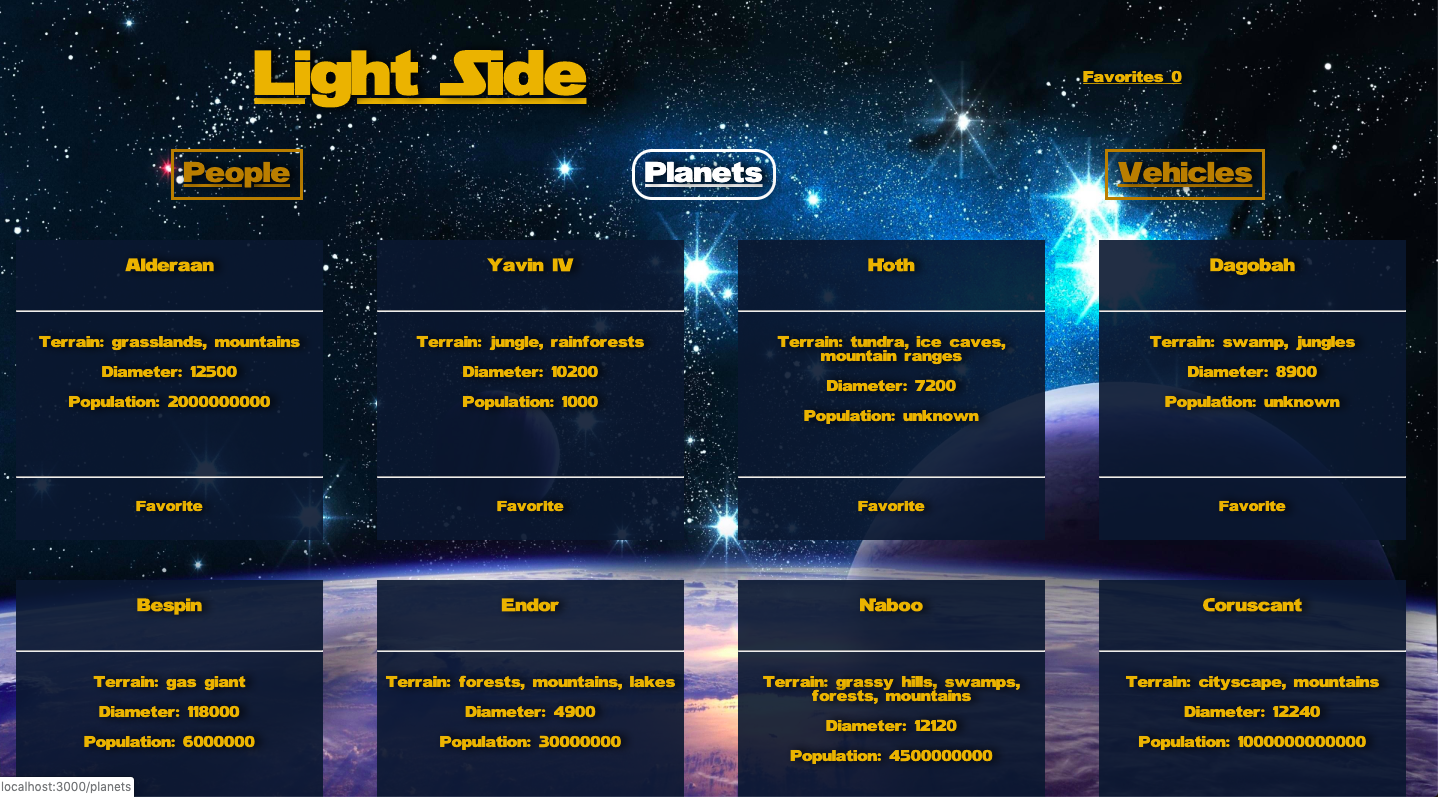 Light Side
Favorites 0
People
Planets
Vehicles
Alderaan
Terrain: grasslands, mountains
Diameter: 12500
Population: 2000000000
Favorite
Yavin IV
Terrain: jungle, rainforests
Diameter: 10200
Population: 1000
Favorite
Hoth
Terrain: tundra, ice caves,
mountain ranges
Diameter: 7200
Population: unknown
Favorite
Dagobah
Terrain: swamp, jungles
Diameter: 8900
Population: unknown
Favorite
Bespin
Terrain: gas giant
Diameter: 118000
Population: 6000000
Endor
Terrain: forests, mountains, lakes
Diameter: 4900
Population: 30000000
Naboo
Terrain: grassy hills, swamps,
forests, mountains
Diameter: 12120
Population: 4500000000
Coruscant
Terrain: cityscape, mountains
Diameter: 12240
Population: 1000000000000
localhost:3000/planets